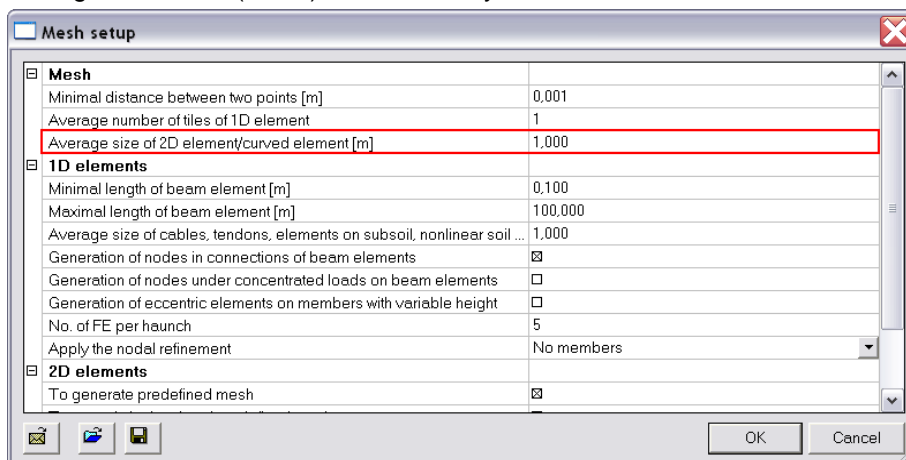 Mesh setup
Mesh
Minimal distance between two points [m] 0,001
Average number of tiles of 1D element 1
Average size of 2D element/curved element [m] 1,000
1D elements
Minimal length of beam element [m] 0,100
Maximal length of beam element [m] 100,000
Average size of cables, tendons, elements on subsoil, nonlinear soil ... 1,000
Generation of nodes in connections of beam elements
Generation of nodes under concentrated loads on beam elements
Generation of eccentric elements on members with variable height
No. of FE per haunch 5
Apply the nodal refinement No members
2D elements
To generate predefined mesh
OK Cancel